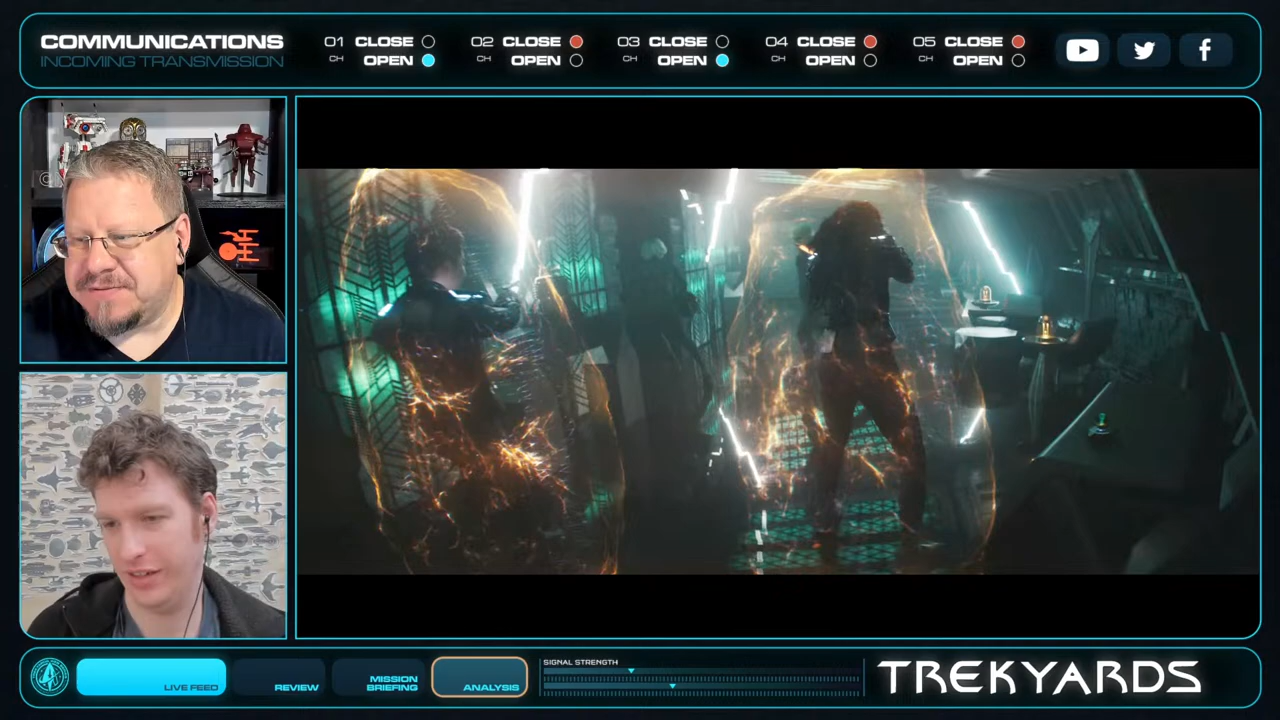 COMMUNICATIONS
INCOMING TRANSMISSION
01 CLOSE
CH OPEN
02 CLOSE
CH OPEN
03 CLOSE
CH OPEN
04 CLOSE
CH OPEN
05 CLOSE
CH OPEN
LIVE FEED
REVIEW
MISSION
BRIEFING
ANALYSIS
SIGNAL STRENGTH
TREKYARDS